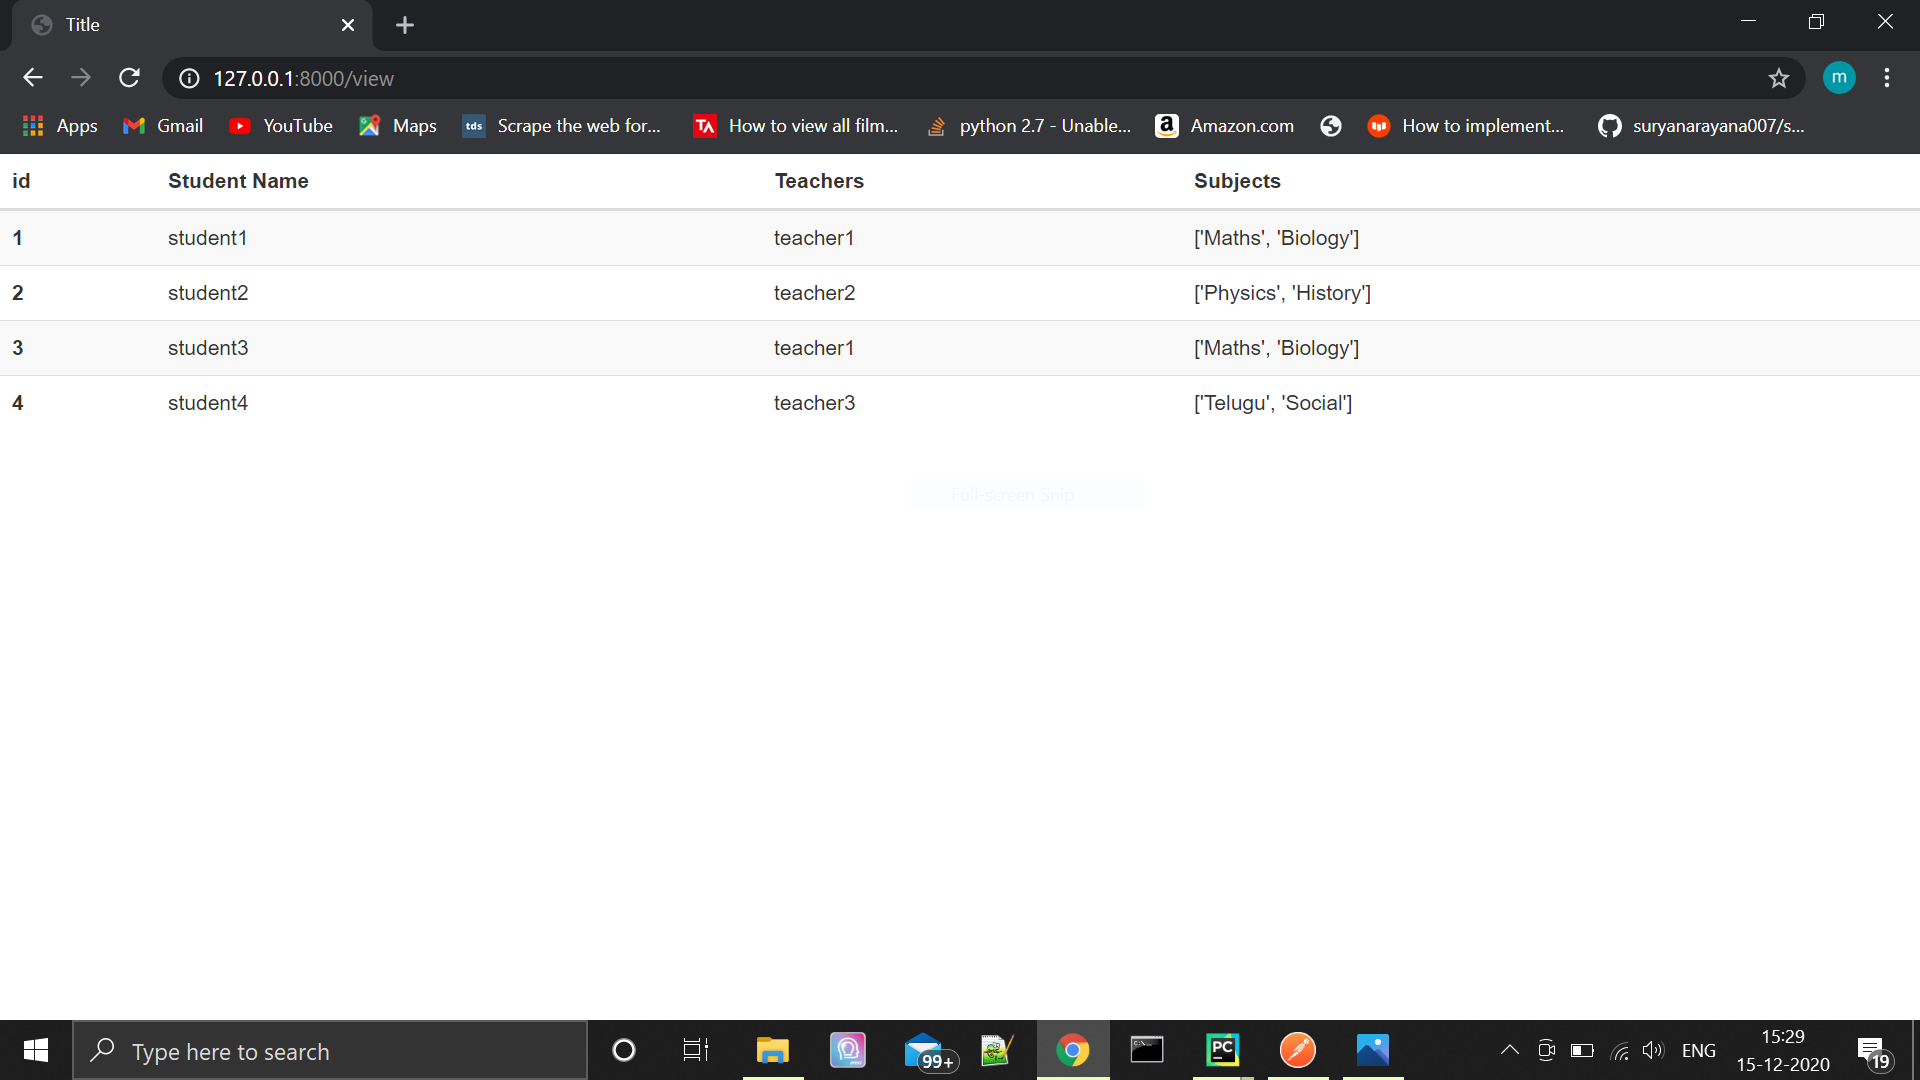 Title
127.0.0.1:8000/view
m
Apps Gmail YouTube Maps tds Scrape the web for... TA How to view all film... python 2.7 - Unable... a Amazon.com How to implement... suryanarayana007/s...
id Student Name Teachers Subjects
1 student1 teacher1 ['Maths', 'Biology']
2 student2 teacher2 ['Physics', 'History']
3 student3 teacher1 ['Maths', 'Biology']
4 student4 teacher3 ['Telugu', 'Social']
Full-screen Snip
Type here to search 99+ PC ENG 15:29 19
15-12-2020